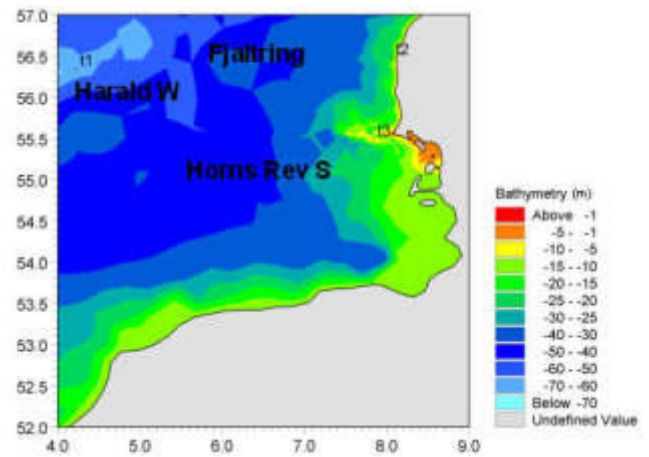 57.0
56.5
56.0
55.5
55.0
54.5
54.0
53.5
53.0
52.5
52.0
4.0 5.0 6.0 7.0 8.0 9.0
Fjaltring
t1
t2
Harald W
t3
Horns Rev S
Bathymetry (m)
Above -1
-5 - -1
-10 - -5
-15 - -10
-20 - -15
-25 - -20
-30 - -25
-40 - -30
-50 - -40
-60 - -50
-70 - -60
Below -70
Undefined Value